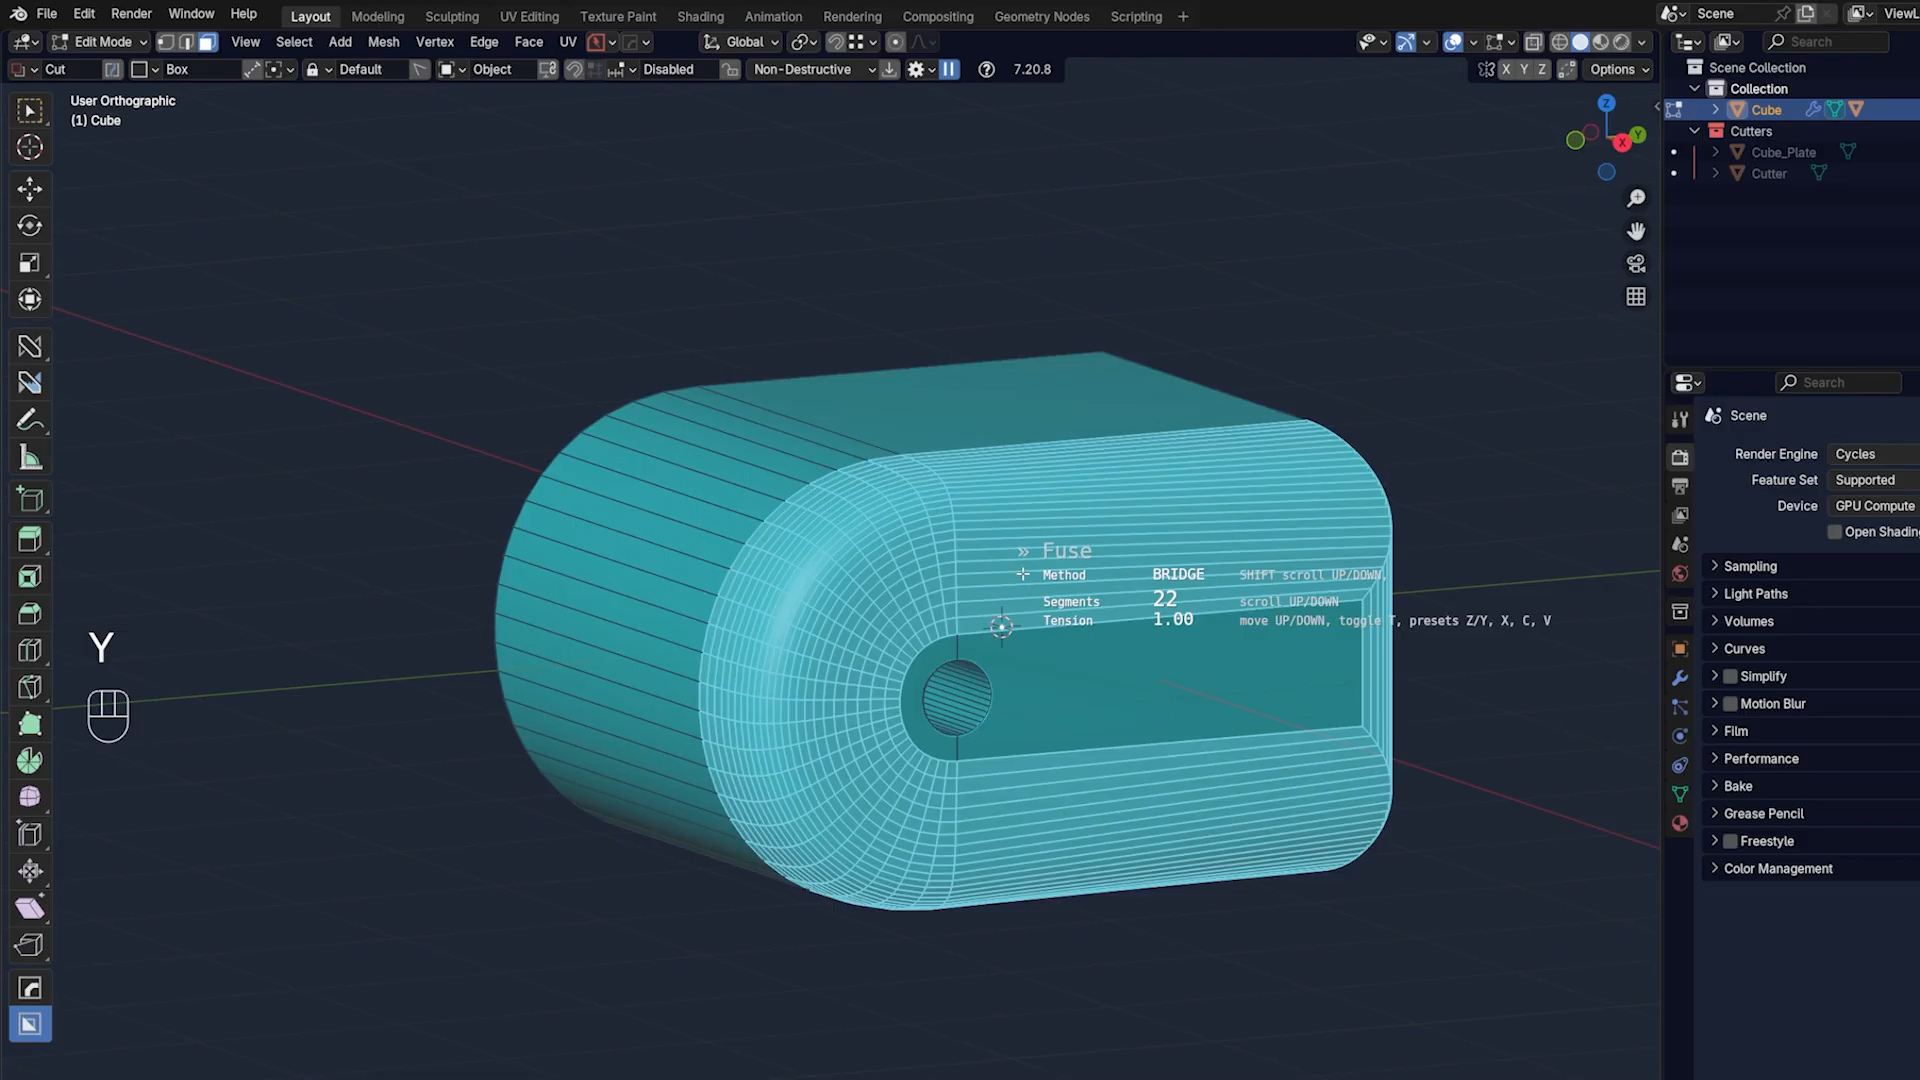 File Edit Render Window Help Layout Modeling Sculpting UV Editing Texture Paint Shading Animation Rendering Compositing Geometry Nodes Scripting + Scene ViewL
Edit Mode View Select Add Mesh Vertex Edge Face UV Global Search
Cut Box Default Object Disabled Non-Destructive 7.20.8 X Y Z Options
Scene Collection
Collection
Cube
Cutters
Cube_Plate
Cutter
User Orthographic
(1) Cube
Z
Y
X
Search
Scene
Render Engine Cycles
Feature Set Supported
Device GPU Compute
Open Shading
Sampling
Light Paths
Volumes
Curves
Simplify
Motion Blur
Film
Performance
Bake
Grease Pencil
Freestyle
Color Management
» Fuse
Method BRIDGE SHIFT scroll UP/DOWN,
Segments 22 scroll UP/DOWN
Tension 1.00 move UP/DOWN, toggle T, presets Z/Y, X, C, V
Y